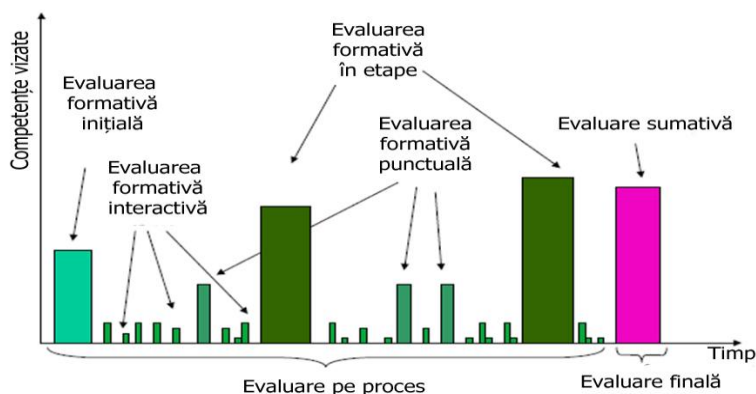 Competențe vizate
Evaluarea
formativă
inițială
Evaluarea
formativă
interactivă
Evaluarea
formativă
în etape
Evaluarea
formativă
punctuală
Evaluare sumativă
Timp
Evaluare pe proces
Evaluare finală